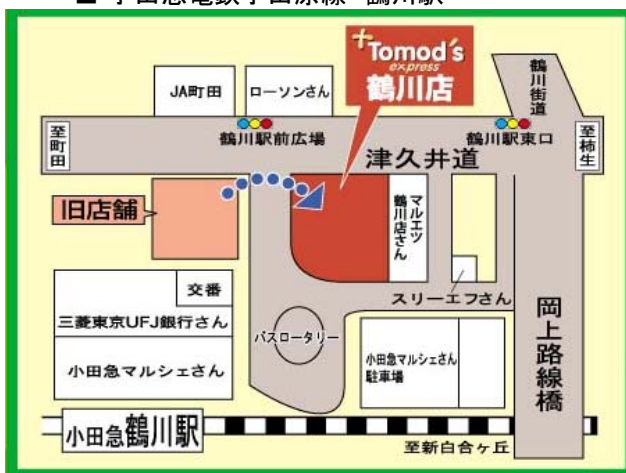 ■ 小田急電鉄小田原線 鶴川駅
Tomod's
express
鶴川店
JA町田
ローソンさん
鶴川街道
至町田
鶴川駅前広場
鶴川駅東口
至柿生
津久井道
旧店舗
マルエツ
鶴川店さん
交番
スリーエフさん
三菱東京UFJ銀行さん
バスロータリー
岡上路線橋
小田急マルシェさん
小田急マルシェさん
駐車場
小田急鶴川駅
至新百合ヶ丘